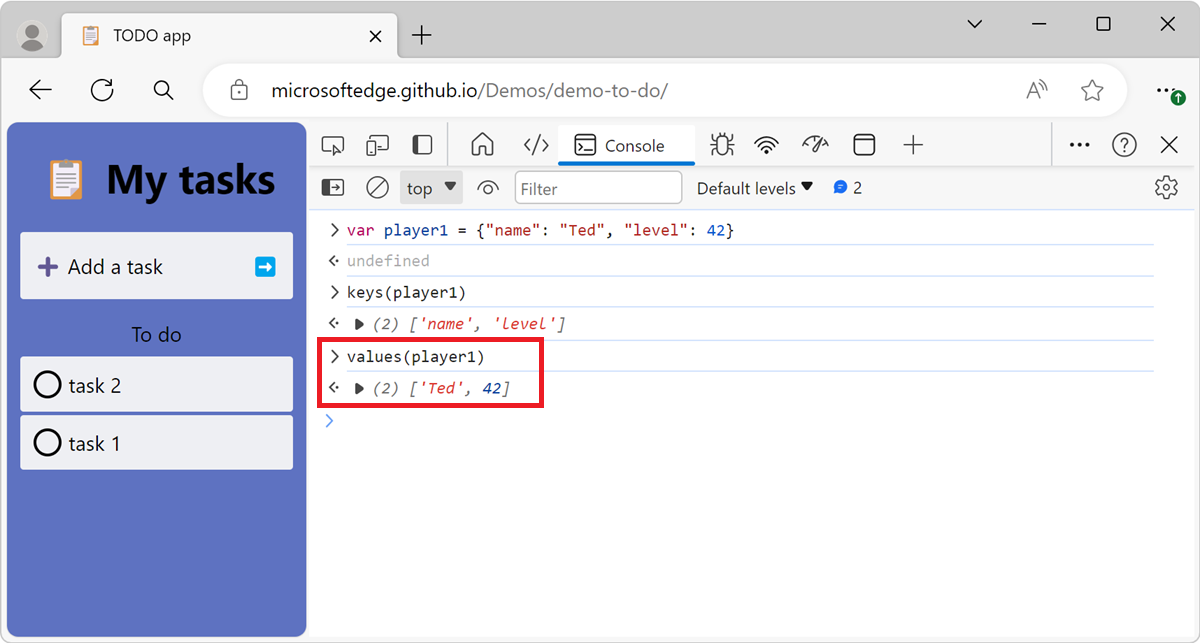 TODO app
microsoftedge.github.io/Demos/demo-to-do/
My tasks
Add a task
To do
task 2
task 1
Console
top
Filter
Default levels
2
> var player1 = {"name": "Ted", "level": 42}
undefined
> keys(player1)
(2) ['name', 'level']
> values(player1)
(2) ['Ted', 42]
>